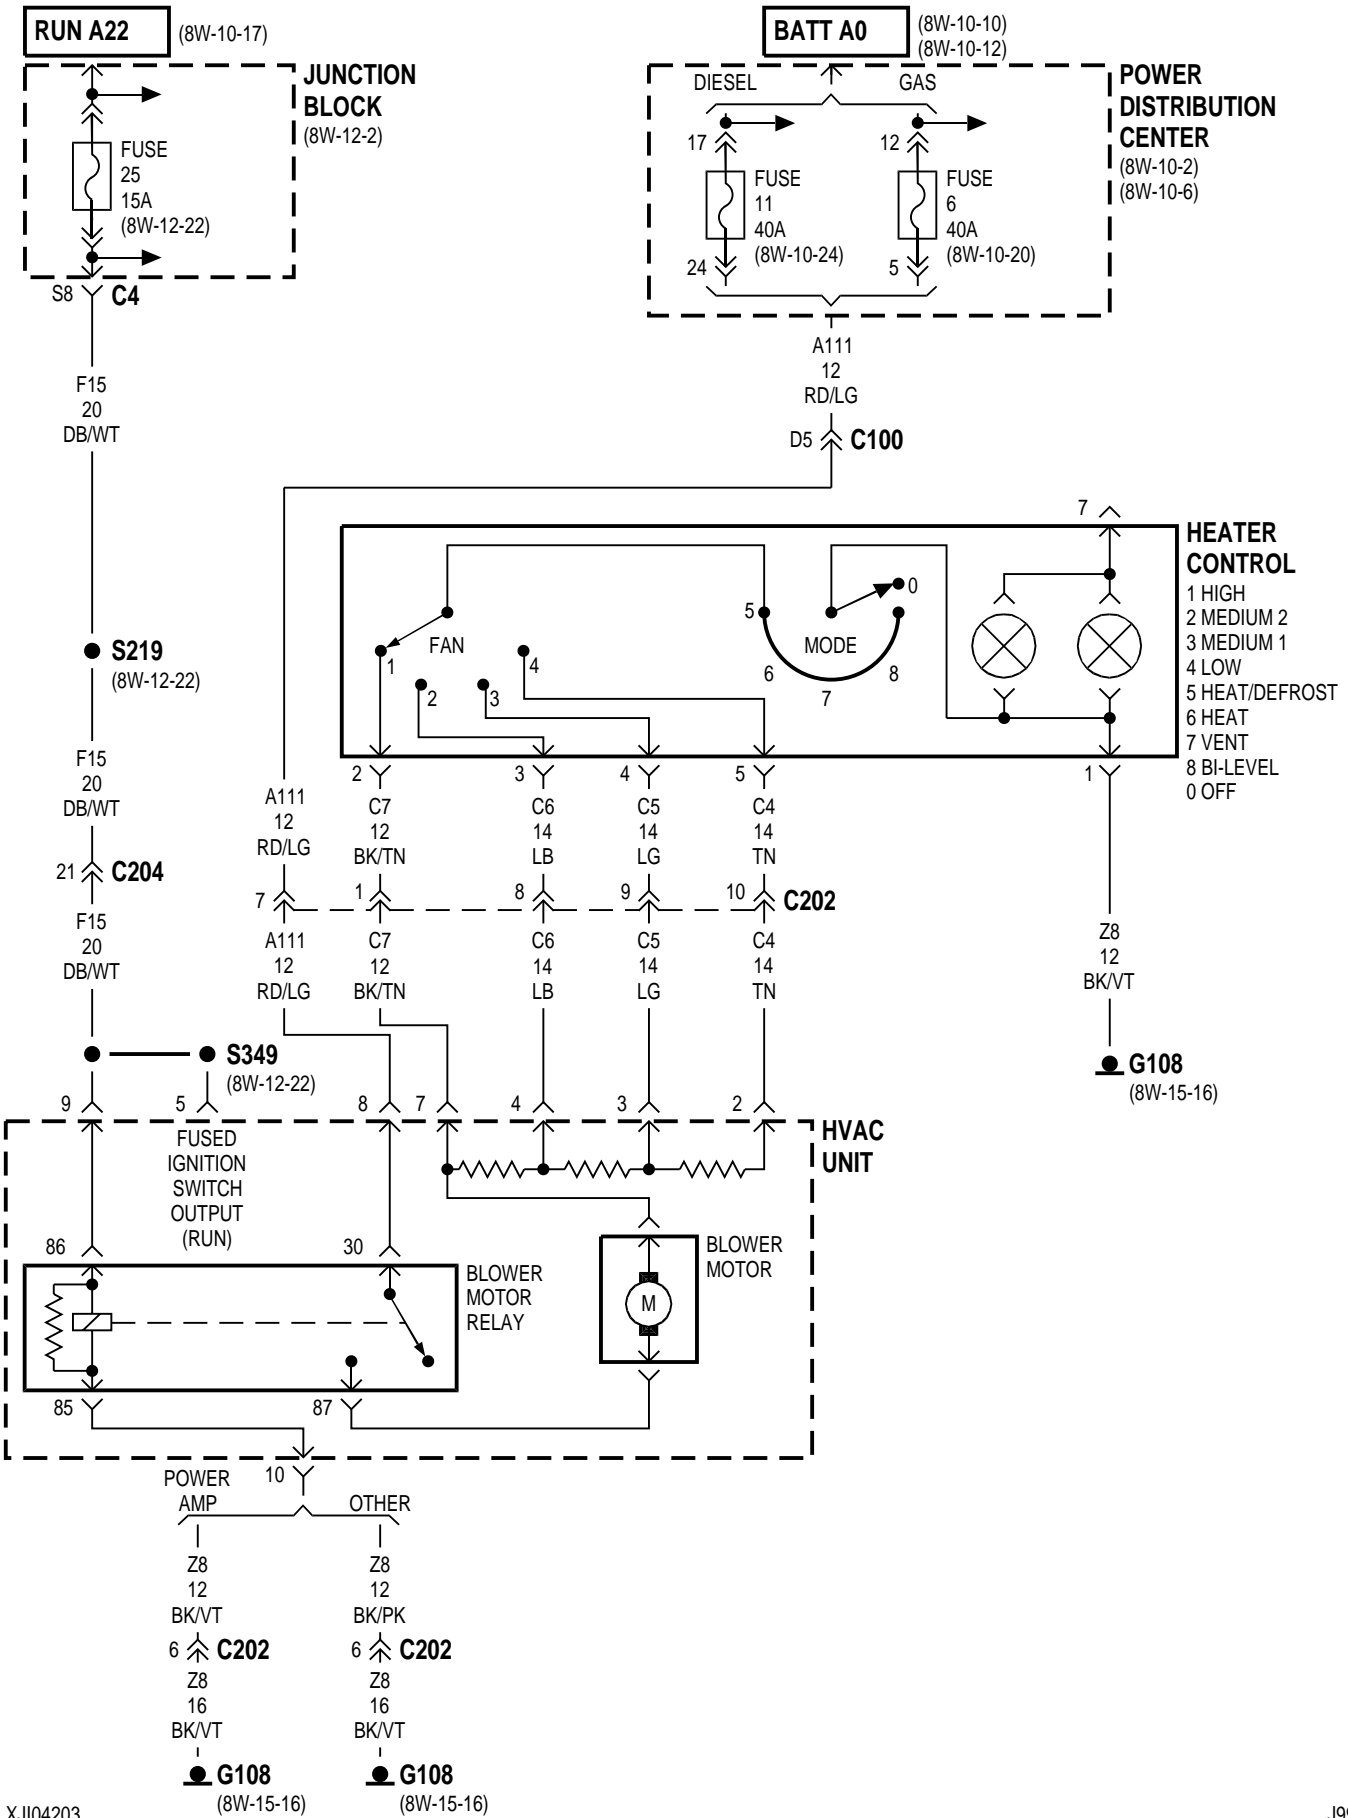 RUN A22
(8W-10-17)
BATT A0
(8W-10-10)
(8W-10-12)
JUNCTION
BLOCK
(8W-12-2)
FUSE
25
15A
(8W-12-22)
S8
C4
DIESEL
GAS
17
12
FUSE
11
40A
(8W-10-24)
FUSE
6
40A
(8W-10-20)
24
5
POWER
DISTRIBUTION
CENTER
(8W-10-2)
(8W-10-6)
A111
12
RD/LG
D5
C100
F15
20
DB/WT
S219
(8W-12-22)
F15
20
DB/WT
21
C204
F15
20
DB/WT
7
HEATER
CONTROL
1 HIGH
2 MEDIUM 2
3 MEDIUM 1
4 LOW
5 HEAT/DEFROST
6 HEAT
7 VENT
8 BI-LEVEL
0 OFF
FAN
1
2
3
4
MODE
0
5
6
7
8
2
3
4
5
1
A111
12
RD/LG
C7
12
BK/TN
C6
14
LB
C5
14
LG
C4
14
TN
7
1
8
9
10
C202
A111
12
RD/LG
C7
12
BK/TN
C6
14
LB
C5
14
LG
C4
14
TN
Z8
12
BK/VT
G108
(8W-15-16)
S349
(8W-12-22)
9
5
8
7
4
3
2
HVAC
UNIT
FUSED
IGNITION
SWITCH
OUTPUT
(RUN)
86
30
BLOWER
MOTOR
RELAY
BLOWER
MOTOR
M
85
87
10
POWER
AMP
OTHER
Z8
12
BK/VT
6
C202
Z8
16
BK/VT
G108
(8W-15-16)
Z8
12
BK/PK
6
C202
Z8
16
BK/VT
G108
(8W-15-16)